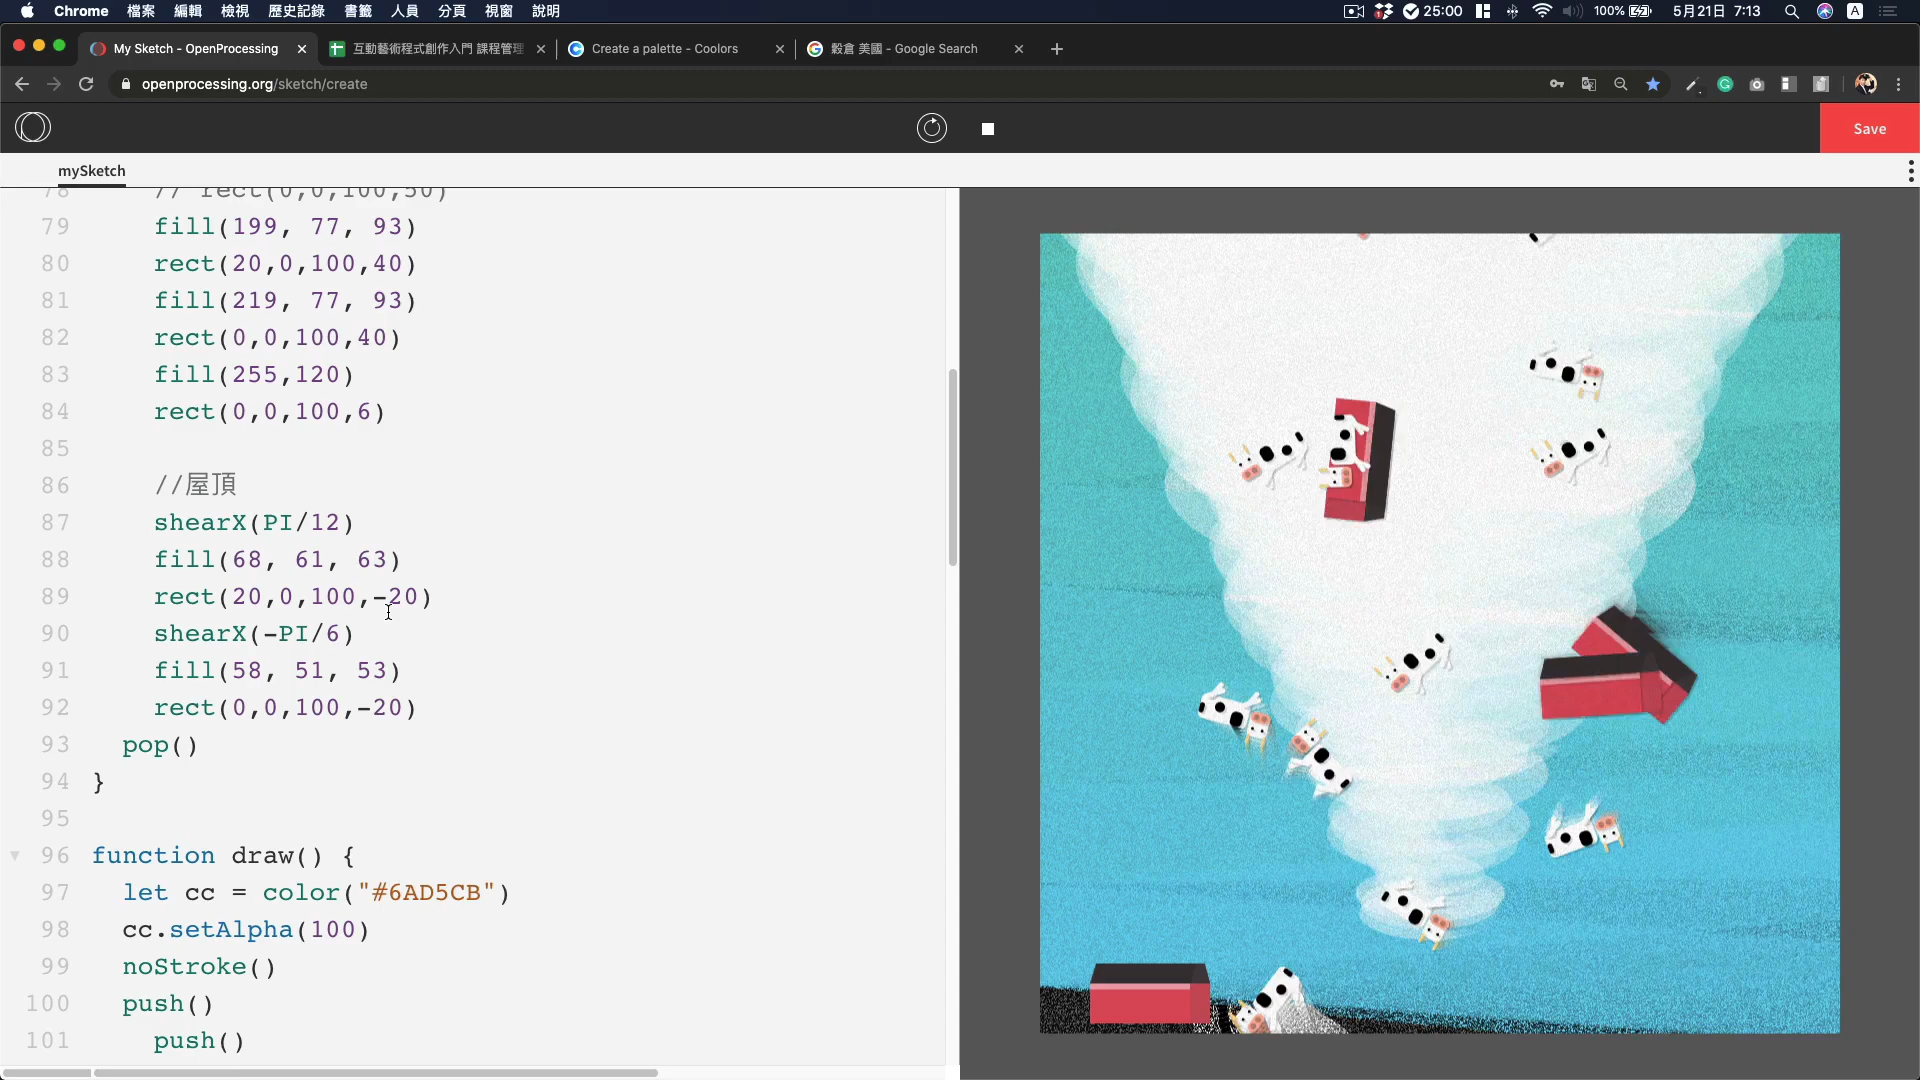 Chrome 檔案 編輯 檢視 歷史記錄 書籤 人員 分頁 視窗 說明 25:00 100% 5月21日 7:13 A
My Sketch - OpenProcessing 互動藝術程式創作入門 課程管理 Create a palette - Coolors 穀倉 美國 - Google Search
openprocessing.org/sketch/create
Save
mySketch
78 // rect(0,0,100,50)
79 fill(199, 77, 93)
80 rect(20,0,100,40)
81 fill(219, 77, 93)
82 rect(0,0,100,40)
83 fill(255,120)
84 rect(0,0,100,6)
85
86 //屋頂
87 shearX(PI/12)
88 fill(68, 61, 63)
89 rect(20,0,100,-20)
90 shearX(-PI/6)
91 fill(58, 51, 53)
92 rect(0,0,100,-20)
93 pop()
94 }
95
96 function draw() {
97 let cc = color("#6AD5CB")
98 cc.setAlpha(100)
99 noStroke()
100 push()
101 push()